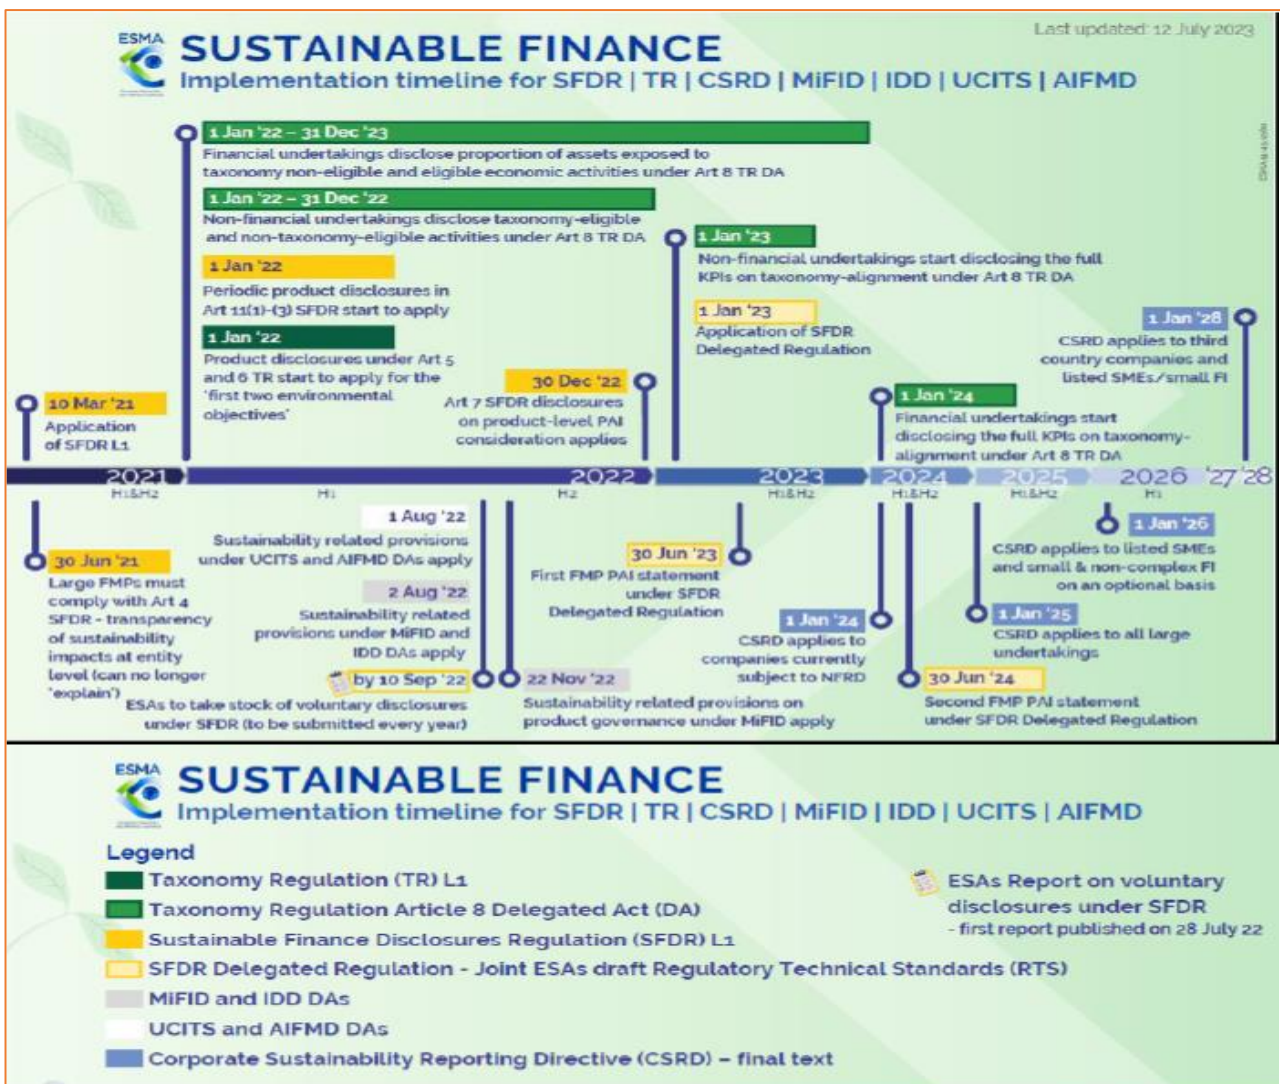 Last updated: 12 July 2023
ESMA
SUSTAINABLE FINANCE
Implementation timeline for SFDR | TR | CSRD | MiFID | IDD | UCITS | AIFMD
1 Jan '22 – 31 Dec '23
Financial undertakings disclose proportion of assets exposed to
taxonomy non-eligible and eligible economic activities under Art 8 TR DA
1 Jan '22 – 31 Dec '22
Non-financial undertakings disclose taxonomy-eligible
and non-taxonomy-eligible activities under Art 8 TR DA
1 Jan '22
Periodic product disclosures in
Art 11(1)-(3) SFDR start to apply
1 Jan '22
Product disclosures under Art 5
and 6 TR start to apply for the
'first two environmental
objectives'
1 Jan '23
Non-financial undertakings start disclosing the full
KPIs on taxonomy-alignment under Art 8 TR DA
1 Jan '23
Application of SFDR
Delegated Regulation
1 Jan '28
CSRD applies to third
country companies and
listed SMEs/small FI
10 Mar '21
Application
of SFDR L1
30 Dec '22
Art 7 SFDR disclosures
on product-level PAI
consideration applies
1 Jan '24
Financial undertakings start
disclosing the full KPIs on taxonomy-
alignment under Art 8 TR DA
2021 2022 2023 2024 2025 2026 '27 '28
H1&H2 H1 H2 H1&H2 H1&H2 H1&H2 H1
30 Jun '21
Large FMPs must
comply with Art 4
SFDR - transparency
of sustainability
impacts at entity
level (can no longer
'explain')
1 Aug '22
Sustainability related provisions
under UCITS and AIFMD DAs apply
2 Aug '22
Sustainability related
provisions under MiFID and
IDD DAs apply
by 10 Sep '22
ESAs to take stock of voluntary disclosures
under SFDR (to be submitted every year)
22 Nov '22
Sustainability related provisions on
product governance under MiFID apply
30 Jun '23
First FMP PAI statement
under SFDR
Delegated Regulation
1 Jan '24
CSRD applies to
companies currently
subject to NFRD
30 Jun '24
Second FMP PAI statement
under SFDR Delegated Regulation
1 Jan '25
CSRD applies to all large
undertakings
1 Jan '26
CSRD applies to listed SMEs
and small & non-complex FI
on an optional basis
ESMA
SUSTAINABLE FINANCE
Implementation timeline for SFDR | TR | CSRD | MiFID | IDD | UCITS | AIFMD
Legend
Taxonomy Regulation (TR) L1
Taxonomy Regulation Article 8 Delegated Act (DA)
Sustainable Finance Disclosures Regulation (SFDR) L1
SFDR Delegated Regulation - Joint ESAs draft Regulatory Technical Standards (RTS)
MiFID and IDD DAs
UCITS and AIFMD DAs
Corporate Sustainability Reporting Directive (CSRD) – final text
ESAs Report on voluntary
disclosures under SFDR
- first report published on 28 July 22